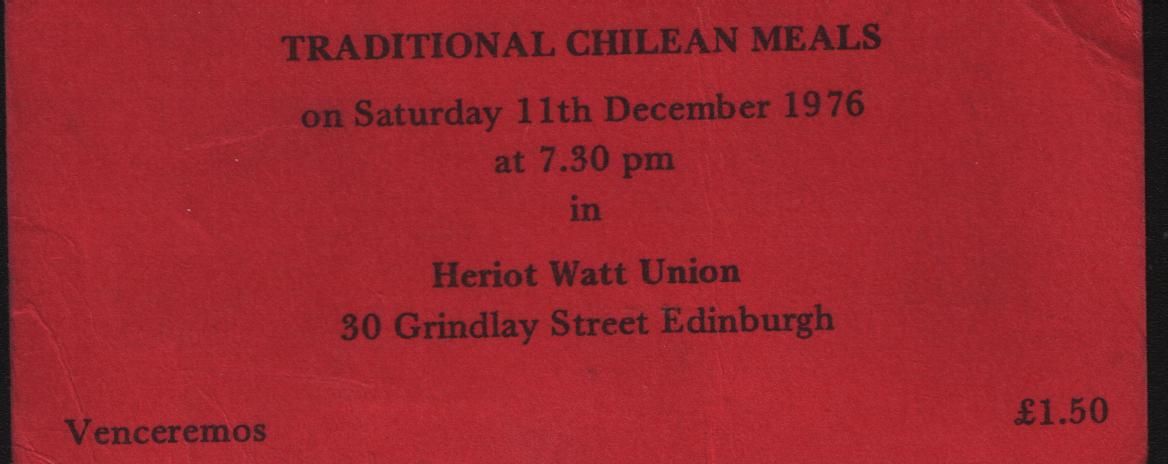 TRADITIONAL CHILEAN MEALS
on Saturday 11th December 1976
at 7.30 pm
in
Heriot Watt Union
30 Grindlay Street Edinburgh
Venceremos
£1.50